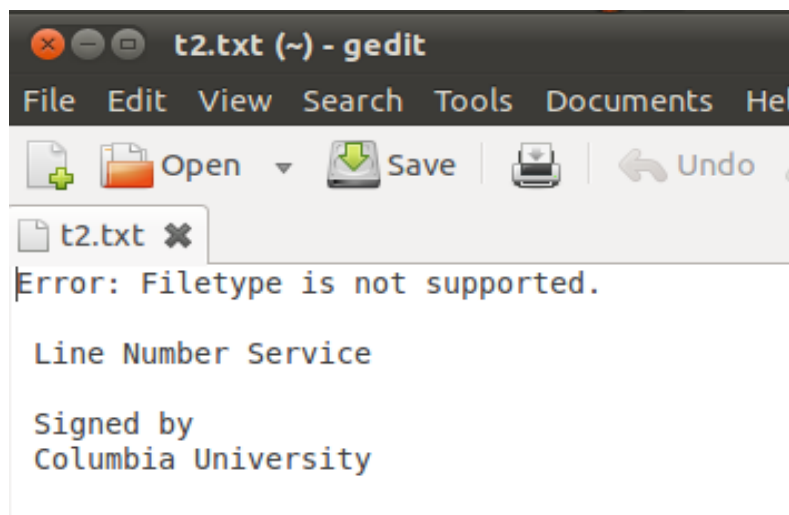 t2.txt (~) - gedit
File Edit View Search Tools Documents Hel
Open Save Undo
t2.txt
Error: Filetype is not supported.
Line Number Service
Signed by
Columbia University